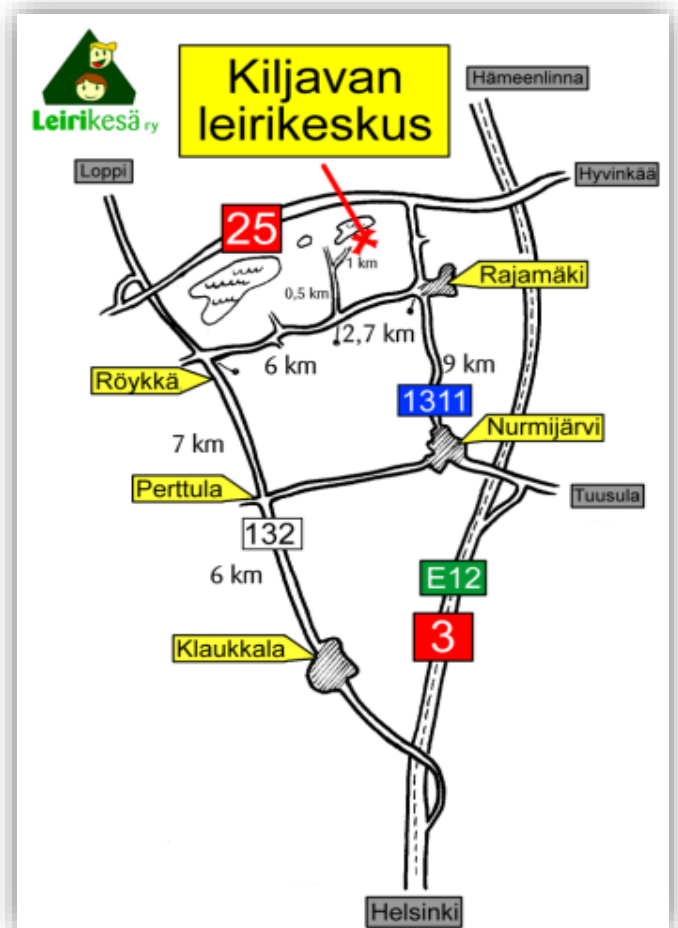 Leirikesä ry
Kiljavan
leirikeskus
Hämeenlinna
Loppi
Hyvinkää
25
1 km
Rajamäki
0,5 km
2,7 km
6 km
9 km
Röykkä
1311
Nurmijärvi
7 km
Perttula
Tuusula
132
6 km
E12
3
Klaukkala
Helsinki